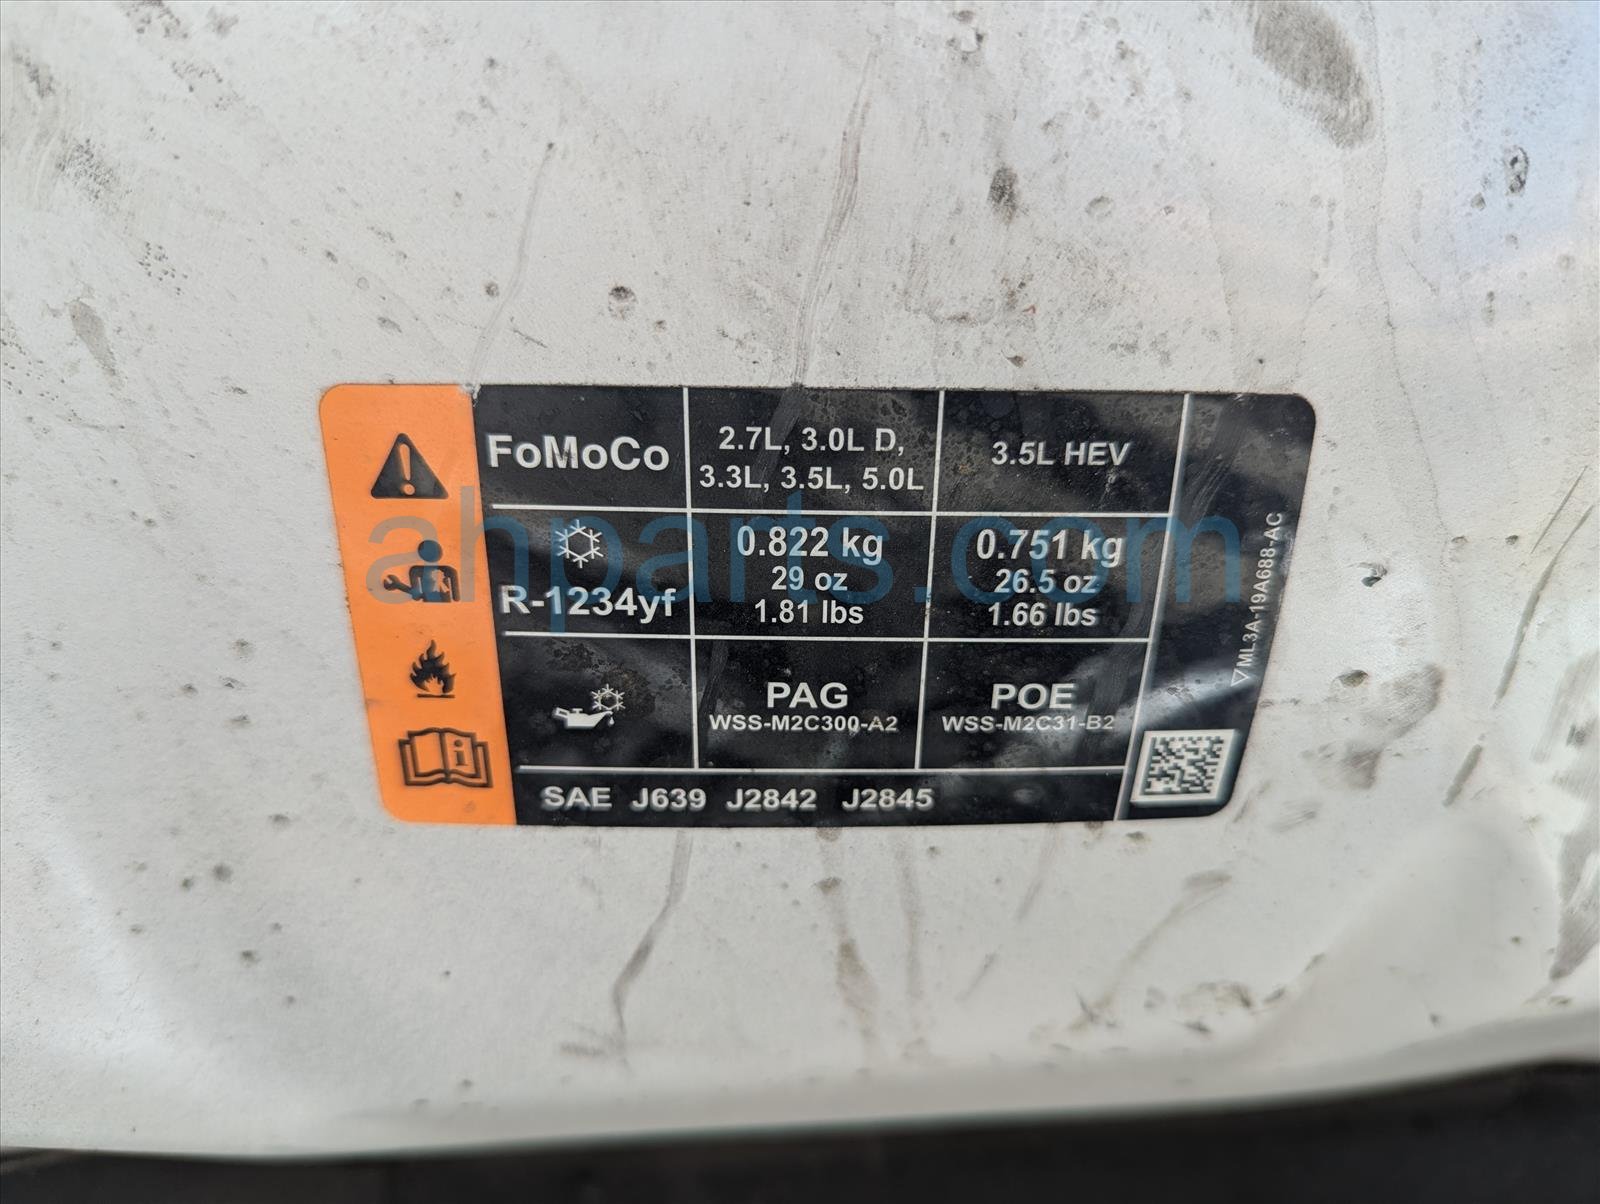 FoMoCo
2.7L, 3.0L D,
3.3L, 3.5L, 5.0L
3.5L HEV
R-1234yf
0.822 kg
29 oz
1.81 lbs
0.751 kg
26.5 oz
1.66 lbs
PAG
WSS-M2C300-A2
POE
WSS-M2C31-B2
SAE J639 J2842 J2845
ML3A-19A688-AC
ahparts.com